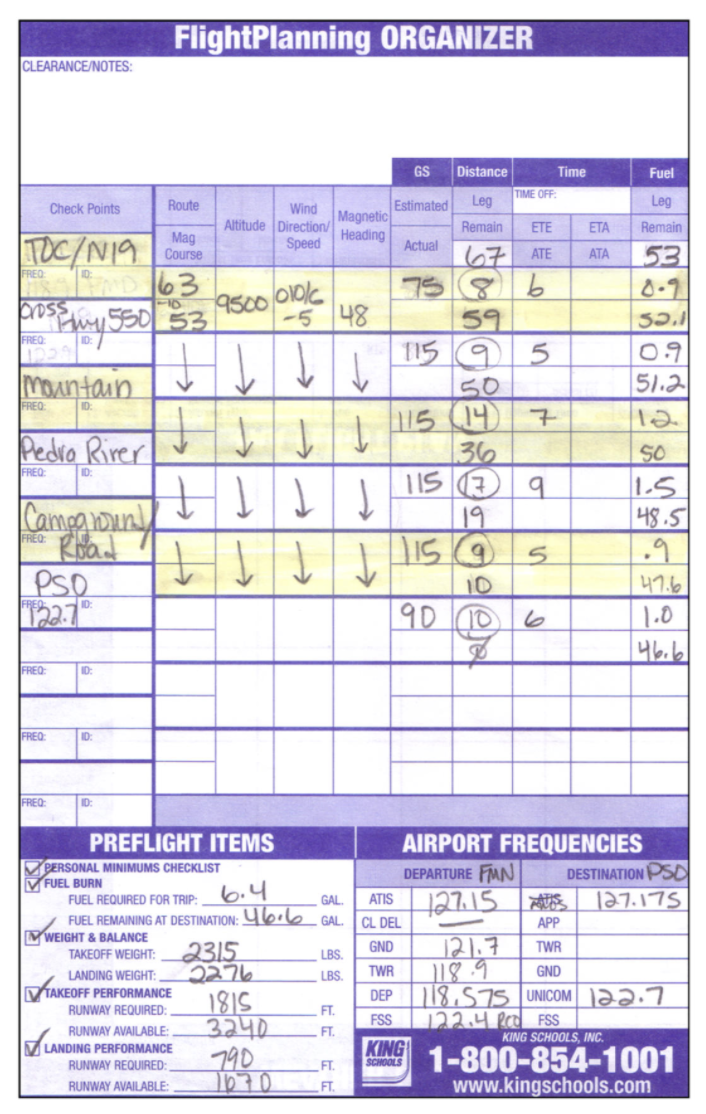 FlightPlanning ORGANIZER
CLEARANCE/NOTES:
GS Distance Time Fuel
Check Points Route Altitude Wind Direction/ Speed Magnetic Heading Estimated Leg TIME OFF: Leg
Mag Course Actual Remain ETE ETA Remain
ATE ATA
TOC/N19 67 53
FREQ: ID: 63 9500 010/6 75 8 6 0.9
Cross Hwy 550 -10 53 -5 48 59 52.1
FREQ: ID: 115 9 5 0.9
Mountain 50 51.2
FREQ: ID: 115 14 7 1.2
Pedra River 36 50
FREQ: ID: 115 17 9 1.5
Campground/ 19 48.5
FREQ: ID: Road 115 9 5 .9
PSO 10 47.6
FREQ: 122.7 ID: 90 10 6 1.0
0 46.6
FREQ: ID:
FREQ: ID:
FREQ: ID:
PREFLIGHT ITEMS
PERSONAL MINIMUMS CHECKLIST
FUEL BURN
FUEL REQUIRED FOR TRIP: 6.4 GAL.
FUEL REMAINING AT DESTINATION: 46.6 GAL.
WEIGHT & BALANCE
TAKEOFF WEIGHT: 2315 LBS.
LANDING WEIGHT: 2276 LBS.
TAKEOFF PERFORMANCE
RUNWAY REQUIRED: 1815 FT.
RUNWAY AVAILABLE: 3240 FT.
LANDING PERFORMANCE
RUNWAY REQUIRED: 790 FT.
RUNWAY AVAILABLE: 1670 FT.
AIRPORT FREQUENCIES
DEPARTURE FMN DESTINATION PSO
ATIS 127.15 ATIS 127.175
CL DEL — APP
GND 121.7 TWR
TWR 118.9 GND
DEP 118.575 UNICOM 122.7
FSS 122.4 RCO FSS
KING SCHOOLS
KING SCHOOLS, INC.
1-800-854-1001
www.kingschools.com